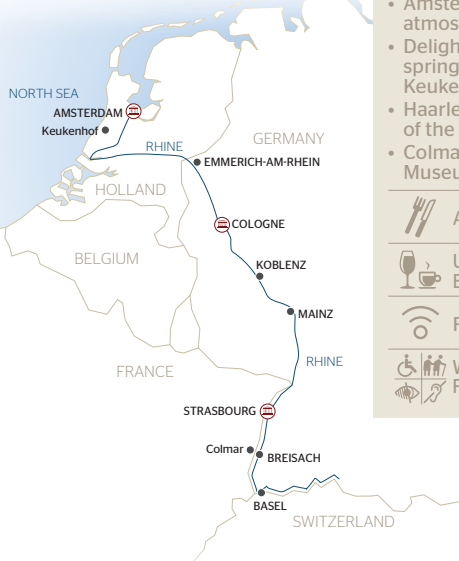 NORTH SEA
AMSTERDAM
Keukenhof
RHINE
GERMANY
EMMERICH-AM-RHEIN
HOLLAND
COLOGNE
BELGIUM
KOBLENZ
MAINZ
RHINE
FRANCE
STRASBOURG
Colmar
BREISACH
BASEL
SWITZERLAND
• Amste
atmos
• Deligh
spring
Keuke
• Haarle
of the
• Colma
Museu
A
U
E
F
W
F